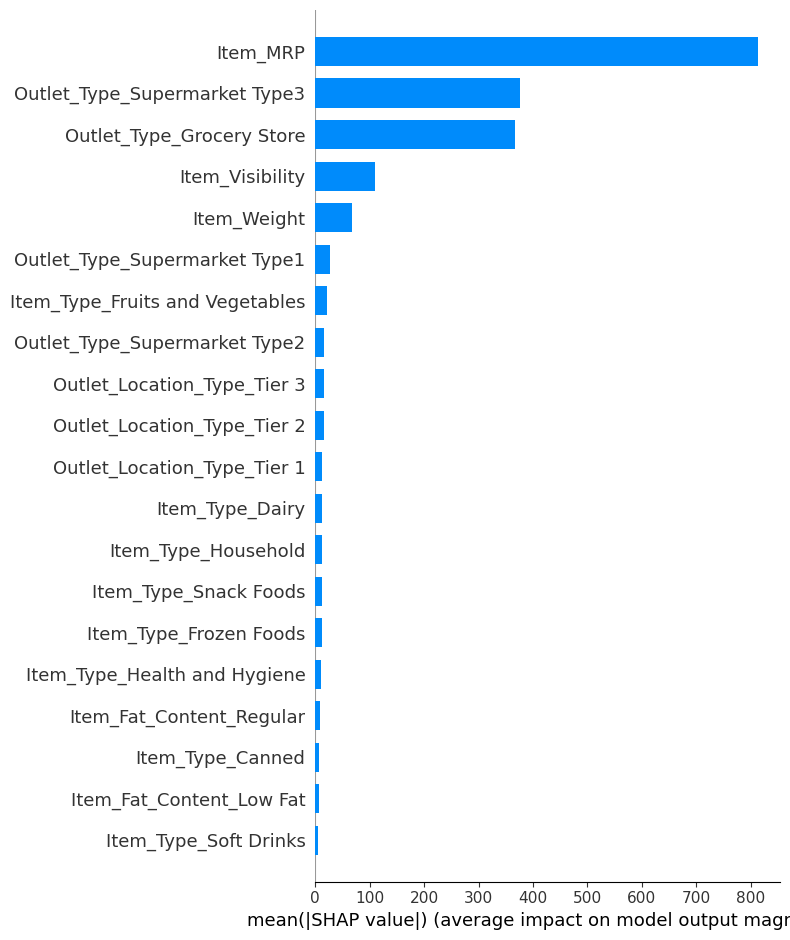 Item_MRP
Outlet_Type_Supermarket Type3
Outlet_Type_Grocery Store
Item_Visibility
Item_Weight
Outlet_Type_Supermarket Type1
Item_Type_Fruits and Vegetables
Outlet_Type_Supermarket Type2
Outlet_Location_Type_Tier 3
Outlet_Location_Type_Tier 2
Outlet_Location_Type_Tier 1
Item_Type_Dairy
Item_Type_Household
Item_Type_Snack Foods
Item_Type_Frozen Foods
Item_Type_Health and Hygiene
Item_Fat_Content_Regular
Item_Type_Canned
Item_Fat_Content_Low Fat
Item_Type_Soft Drinks
0 100 200 300 400 500 600 700 800
mean(|SHAP value|) (average impact on model output magr